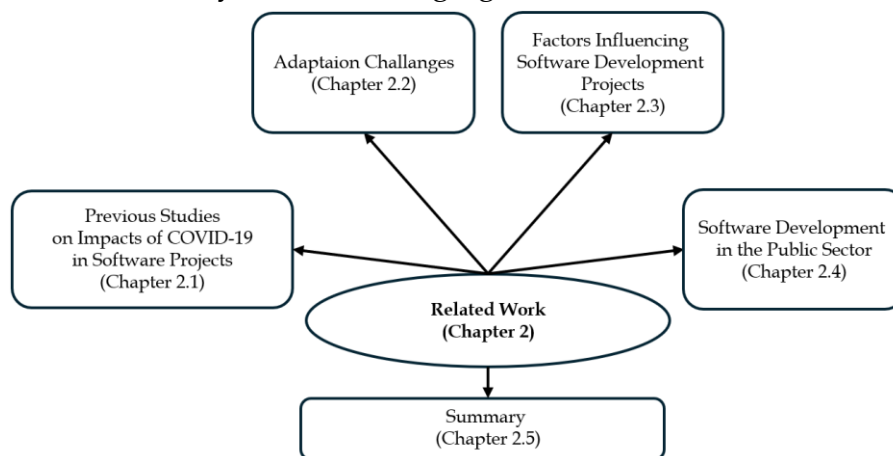 Adaptaion Challanges
(Chapter 2.2)
Factors Influencing
Software Development
Projects
(Chapter 2.3)
Previous Studies
on Impacts of COVID-19
in Software Projects
(Chapter 2.1)
Software Development
in the Public Sector
(Chapter 2.4)
Related Work
(Chapter 2)
Summary
(Chapter 2.5)